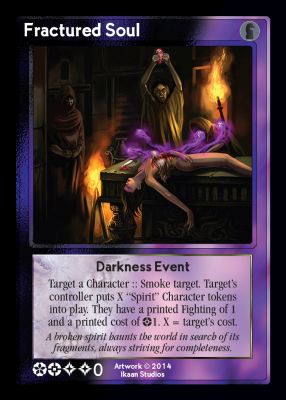 Fractured Soul
Darkness Event
Target a Character :: Smoke target. Target's
controller puts X “Spirit” Character tokens
into play. They have a printed Fighting of 1
and a printed cost of 1. X = target's cost.
A broken spirit haunts the world in search of its
fragments, always striving for completeness.
0
Artwork © 2014
Ikaan Studios